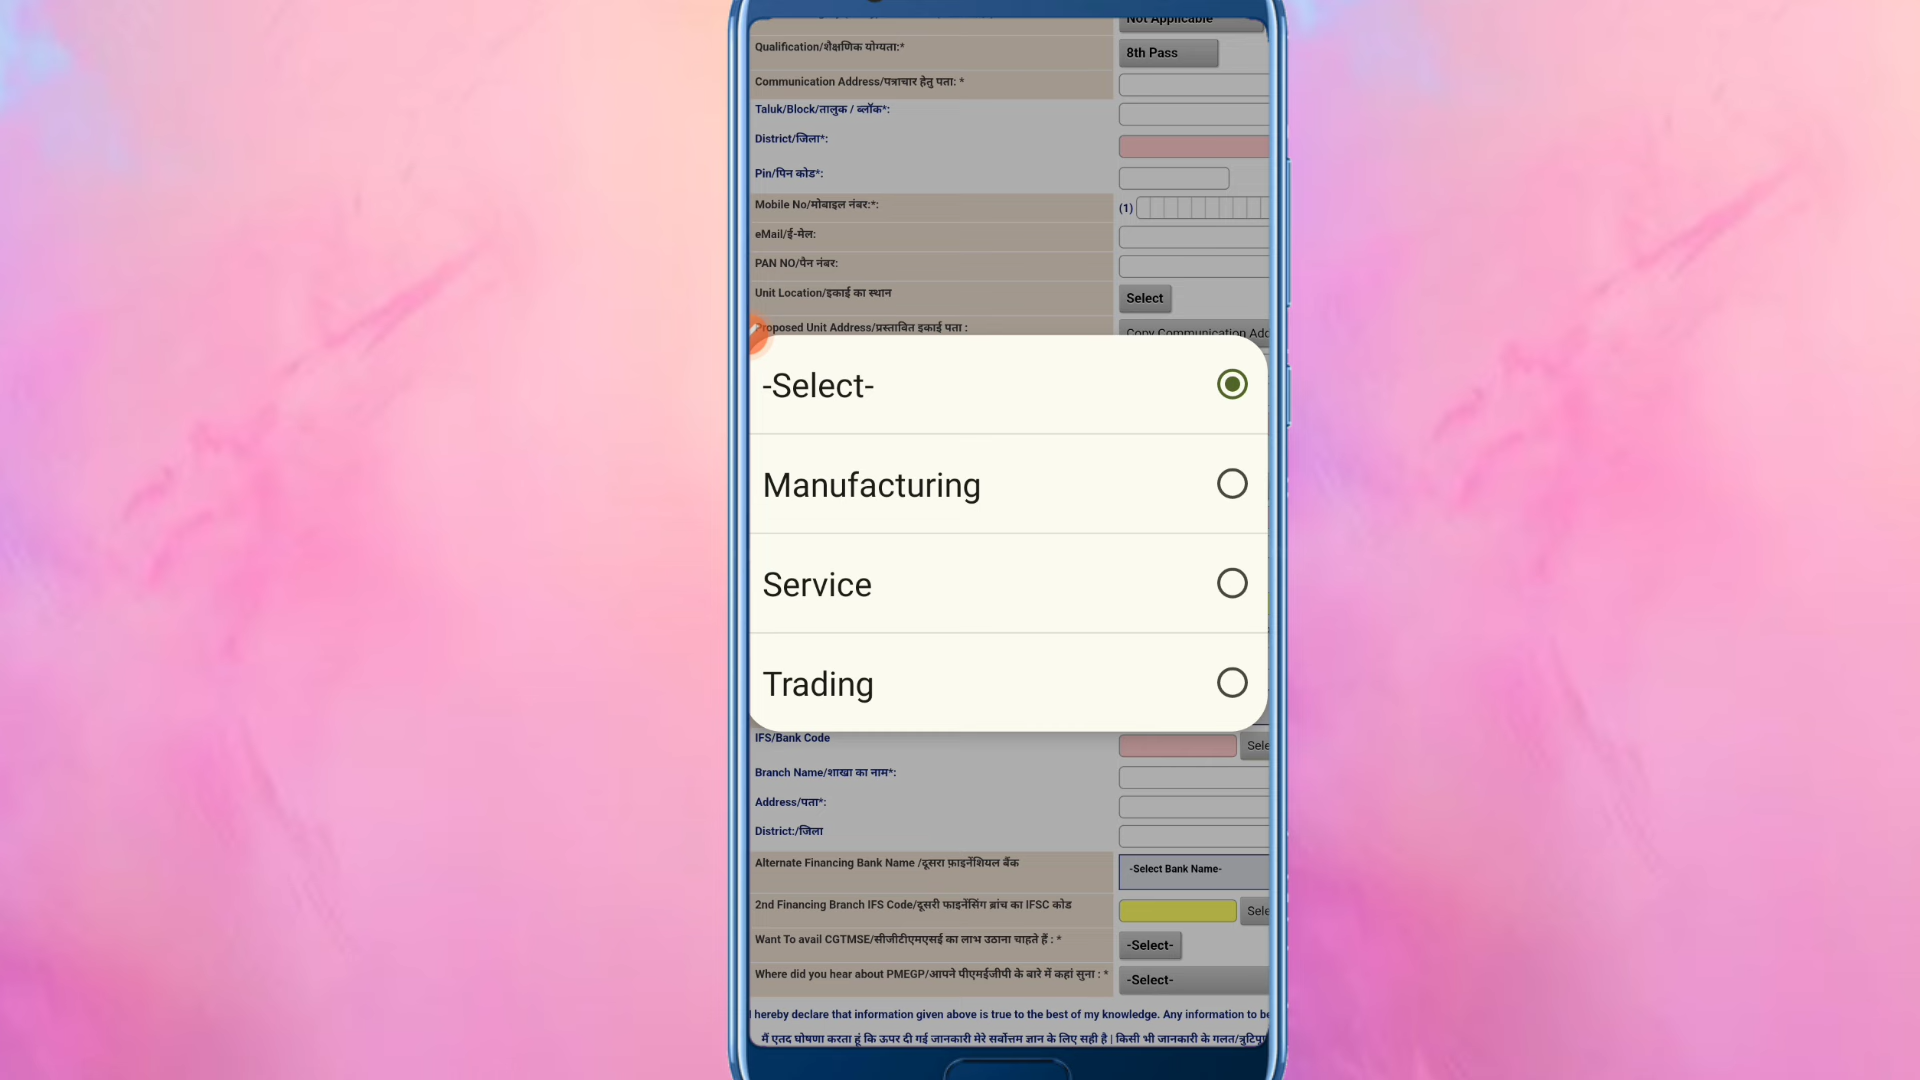 Not Applicable
Qualification/शैक्षणिक योग्यता:*
8th Pass
Communication Address/पत्राचार हेतु पता: *
Taluk/Block/तालुक / ब्लॉक*:
District/जिला*:
Pin/पिन कोड*:
Mobile No/मोबाइल नंबर:*:
(1)
eMail/ई-मेल:
PAN NO/पैन नंबर:
Unit Location/इकाई का स्थान
Select
Proposed Unit Address/प्रस्तावित इकाई पता :
Copy Communication Add
-Select-
Manufacturing
Service
Trading
IFS/Bank Code
Sele
Branch Name/शाखा का नाम*:
Address/पता*:
District:/जिला
Alternate Financing Bank Name /दूसरा फ़ाइनेंशियल बैंक
-Select Bank Name-
2nd Financing Branch IFS Code/दूसरी फाइनेंसिंग ब्रांच का IFSC कोड
Sele
Want To avail CGTMSE/सीजीटीएमएसई का लाभ उठाना चाहते हैं : *
-Select-
Where did you hear about PMEGP/आपने पीएमईजीपी के बारे में कहां सुना : *
-Select-
I hereby declare that information given above is true to the best of my knowledge. Any information to be
मैं एतद घोषणा करता हूं कि ऊपर दी गई जानकारी मेरे सर्वोत्तम ज्ञान के लिए सही है | किसी भी जानकारी के गलत/त्रुटिपू